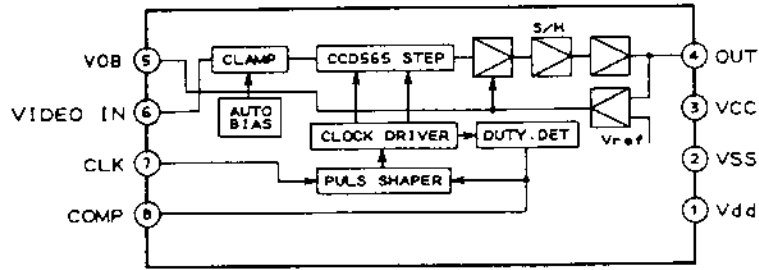 S/H
VOB 5 CLAMP CCD565 STEP 4 OUT
VIDEO IN 6 AUTO BIAS 3 VCC
CLOCK DRIVER DUTY.DET Vref
CLK 7 2 VSS
PULS SHAPER
COMP 8 1 Vdd